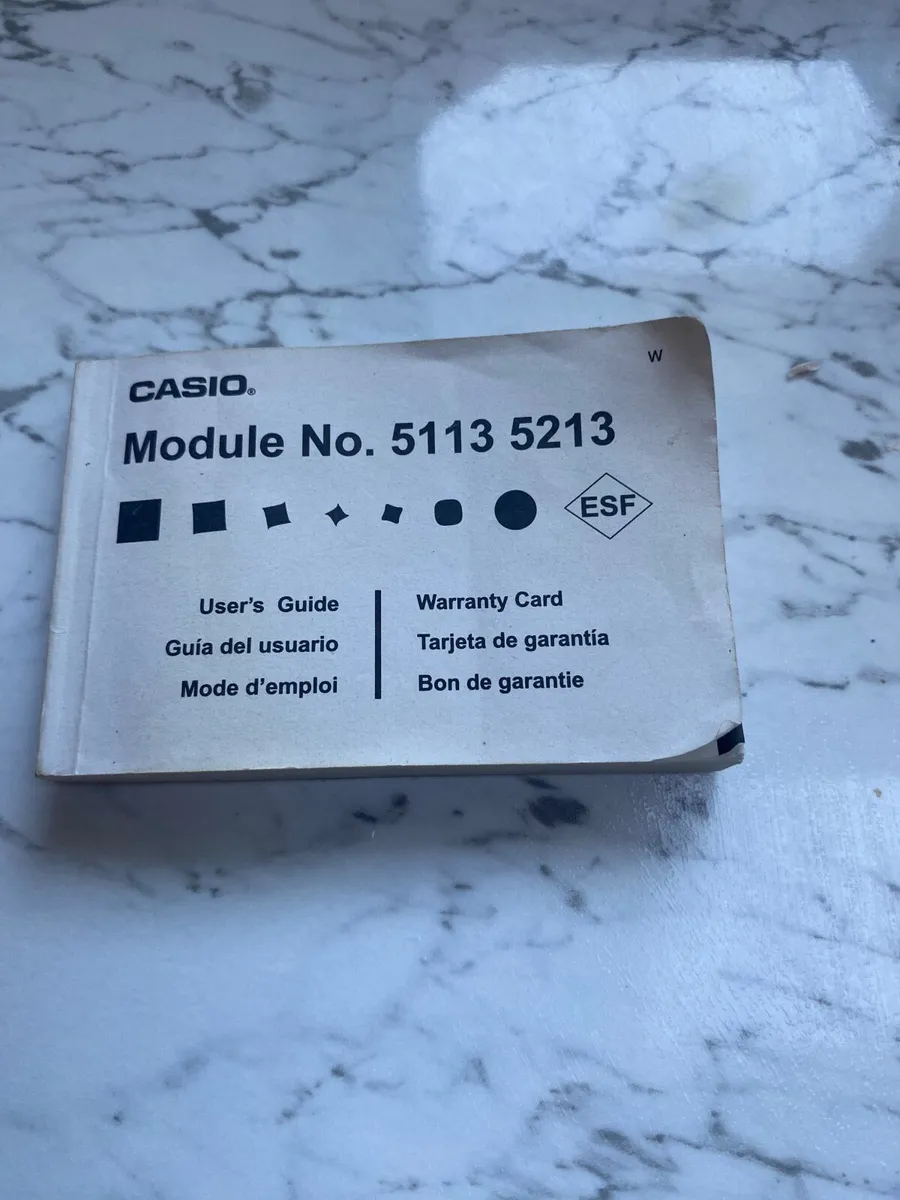 W
CASIO®
Module No. 5113 5213
ESF
User's Guide
Guía del usuario
Mode d'emploi
Warranty Card
Tarjeta de garantía
Bon de garantie